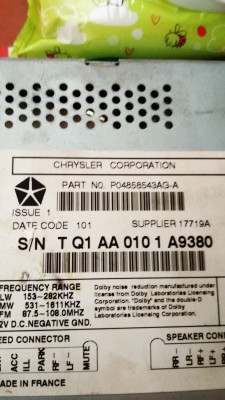 CHRYSLER CORPORATION
PART NO. P04858543AG-A
ISSUE 1
DATE CODE 101 SUPPLIER 17719A
S/N T Q1 AA 010 1 A9380
FREQUENCY RANGE
LW 153-282KHZ
MW 531-1611KHZ
FM 87.5-108.0MHZ
2V D.C.NEGATIVE GND.
Dolby noise reduction manufactured under
license from Dolby Laboratories Licensing
Corporation. "Dolby" and the double-D
symbol are trademarks of Dolby
Laboratories Licensing Corporation.
EED CONNECTOR
SPEAKER CONN
ACC
ILL
PARK
RF-
LF-
MUTE
RR-
LR-
RF+
LF+
MADE IN FRANCE